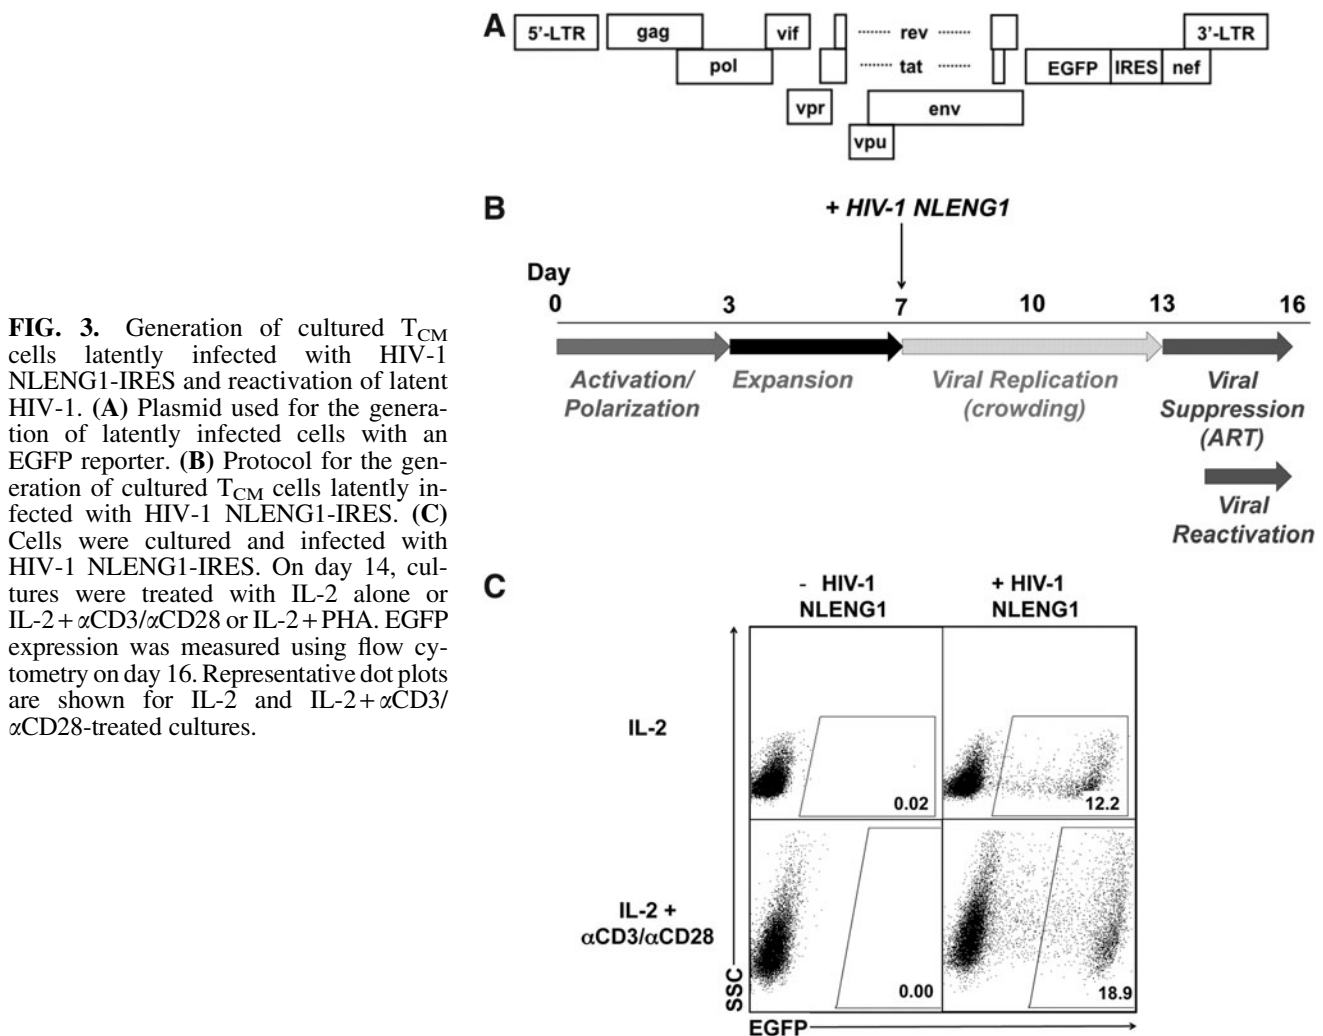 FIG. 3. Generation of cultured TCM
cells latently infected with HIV-1
NLENG1-IRES and reactivation of latent
HIV-1. (A) Plasmid used for the genera-
tion of latently infected cells with an
EGFP reporter. (B) Protocol for the gen-
eration of cultured TCM cells latently in-
fected with HIV-1 NLENG1-IRES. (C)
Cells were cultured and infected with
HIV-1 NLENG1-IRES. On day 14, cul-
tures were treated with IL-2 alone or
IL-2+αCD3/αCD28 or IL-2+PHA. EGFP
expression was measured using flow cy-
tometry on day 16. Representative dot plots
are shown for IL-2 and IL-2+αCD3/
αCD28-treated cultures.
A
5'-LTR gag vif rev 3'-LTR
pol tat EGFP IRES nef
vpr env
vpu
B
+ HIV-1 NLENG1
Day
0 3 7 10 13 16
Activation/
Polarization
Expansion
Viral Replication
(crowding)
Viral
Suppression
(ART)
Viral
Reactivation
C
- HIV-1
NLENG1
+ HIV-1
NLENG1
IL-2
0.02 12.2
IL-2 +
αCD3/αCD28
0.00 18.9
SSC
EGFP